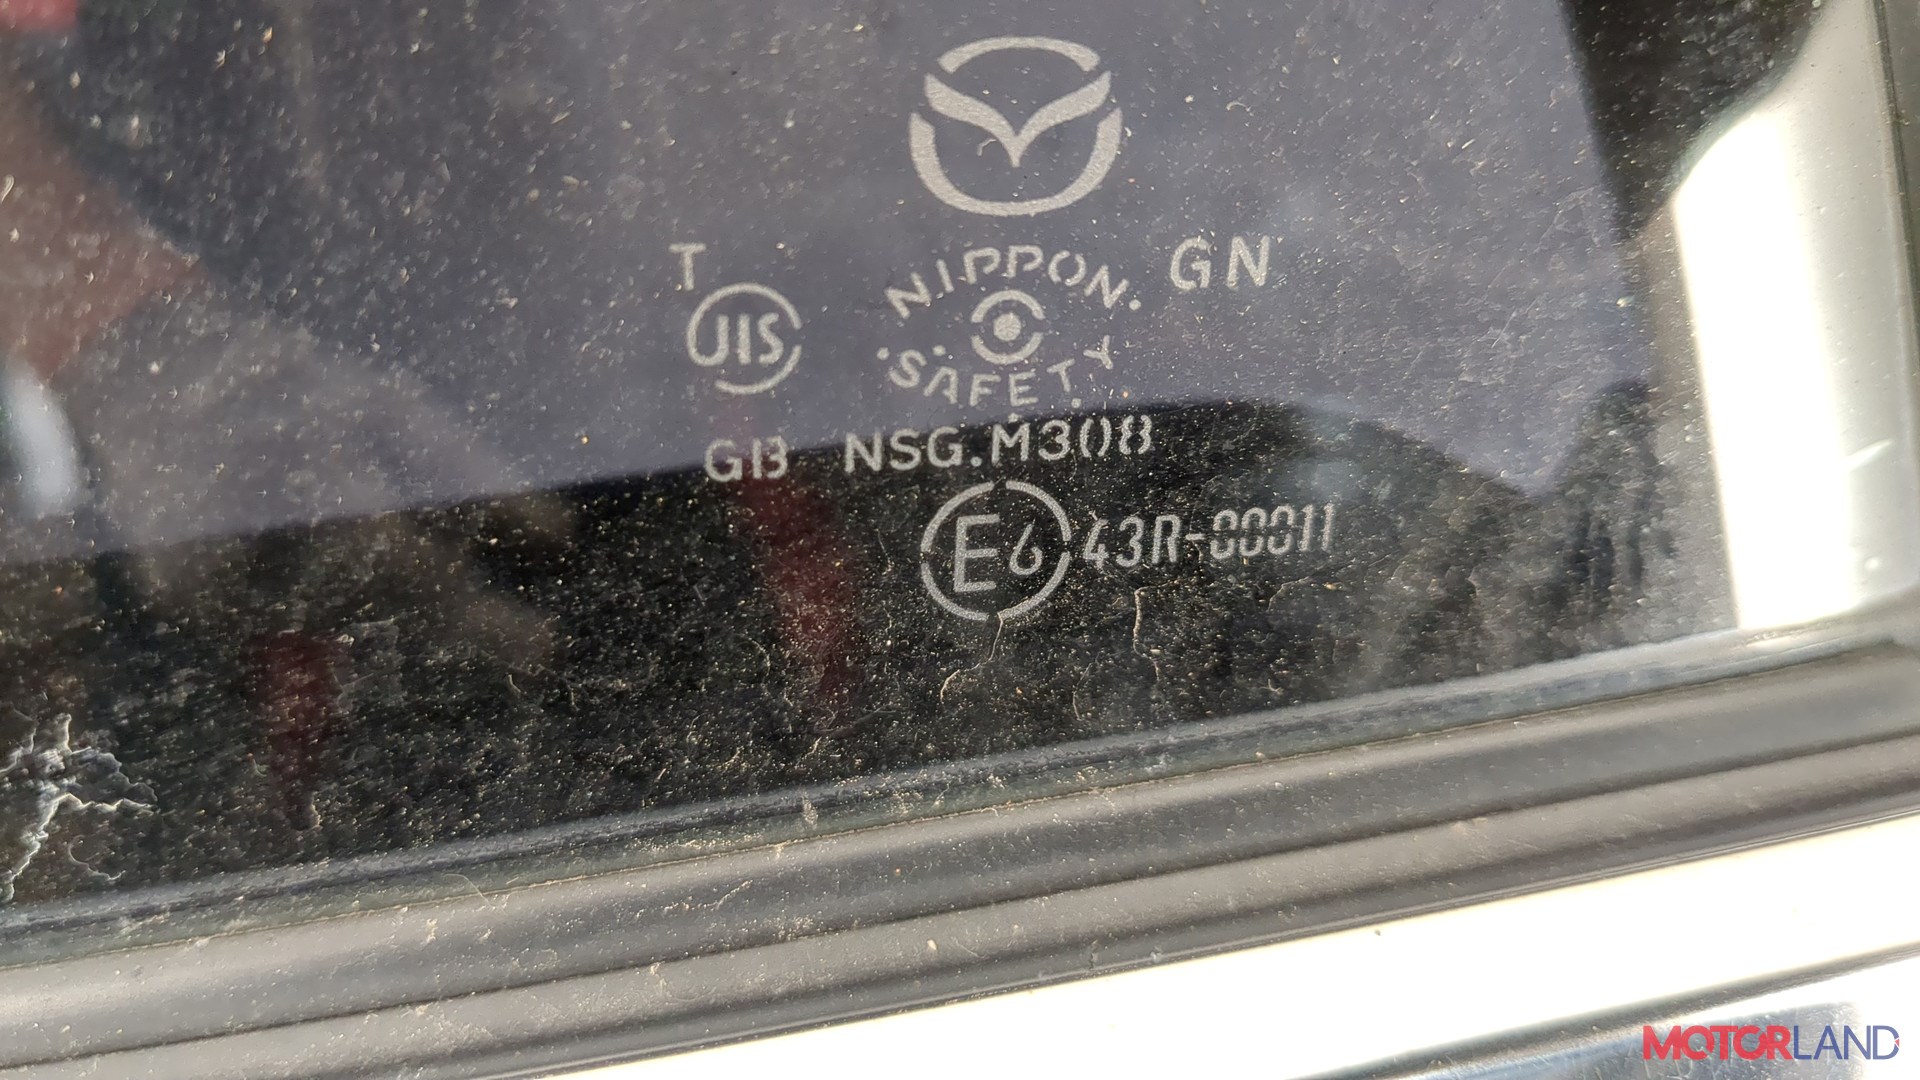 T NIPPON. GN
JIS
.SAFETY
GB NSG.M308
E6 43R-00011
MOTORLAND